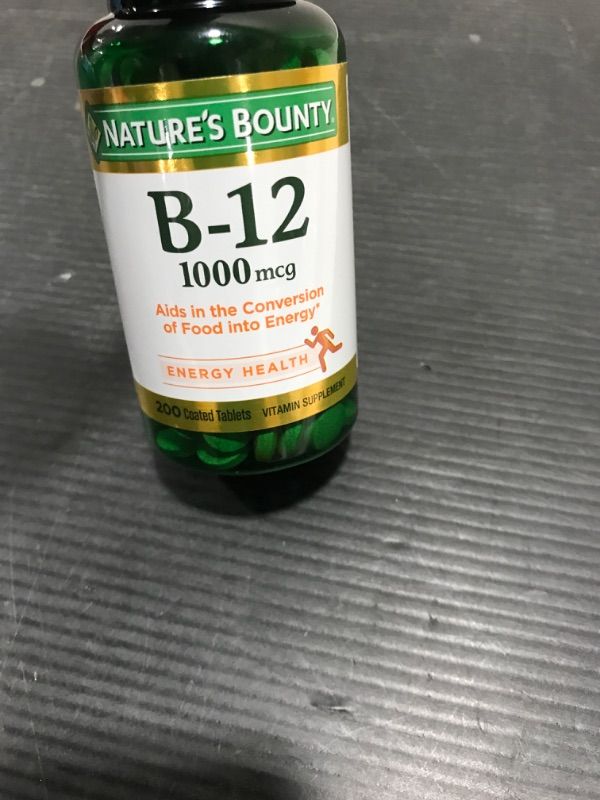 NATURE'S BOUNTY®
B-12
1000 mcg
Aids in the Conversion
of Food into Energy*
ENERGY HEALTH
200 Coated Tablets VITAMIN SUPPLEMENT